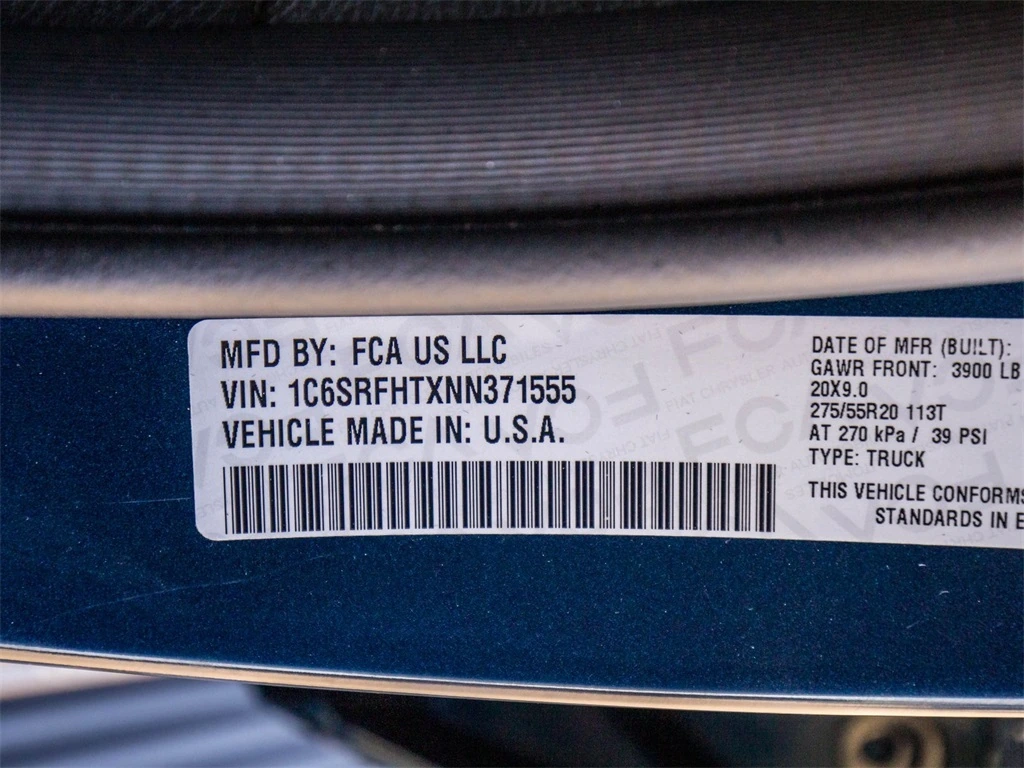 MFD BY: FCA US LLC
VIN: 1C6SRFHTXNN371555
VEHICLE MADE IN: U.S.A.
DATE OF MFR (BUILT):
GAWR FRONT: 3900 LB
20X9.0
275/55R20 113T
AT 270 kPa / 39 PSI
TYPE: TRUCK
THIS VEHICLE CONFORMS
STANDARDS IN E